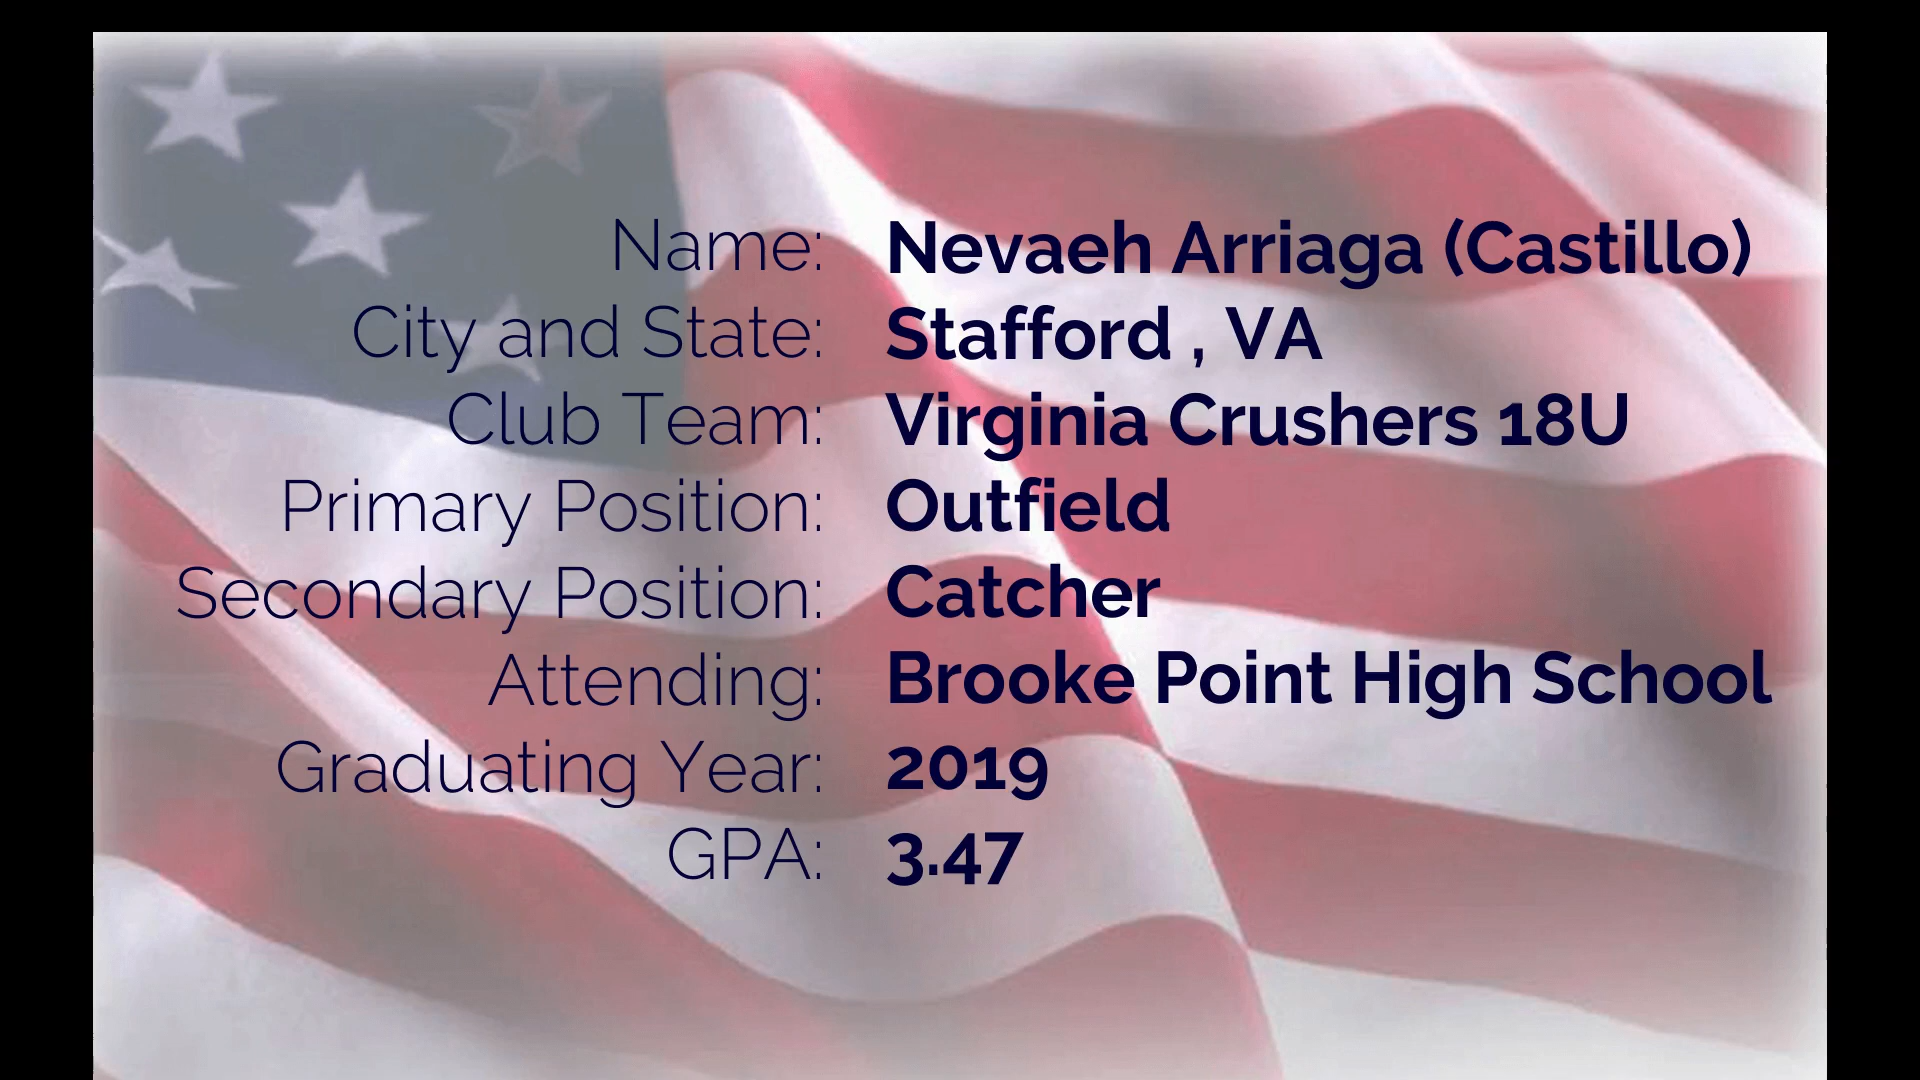 Name: Nevaeh Arriaga (Castillo)
City and State: Stafford , VA
Club Team: Virginia Crushers 18U
Primary Position: Outfield
Secondary Position: Catcher
Attending: Brooke Point High School
Graduating Year: 2019
GPA: 3.47